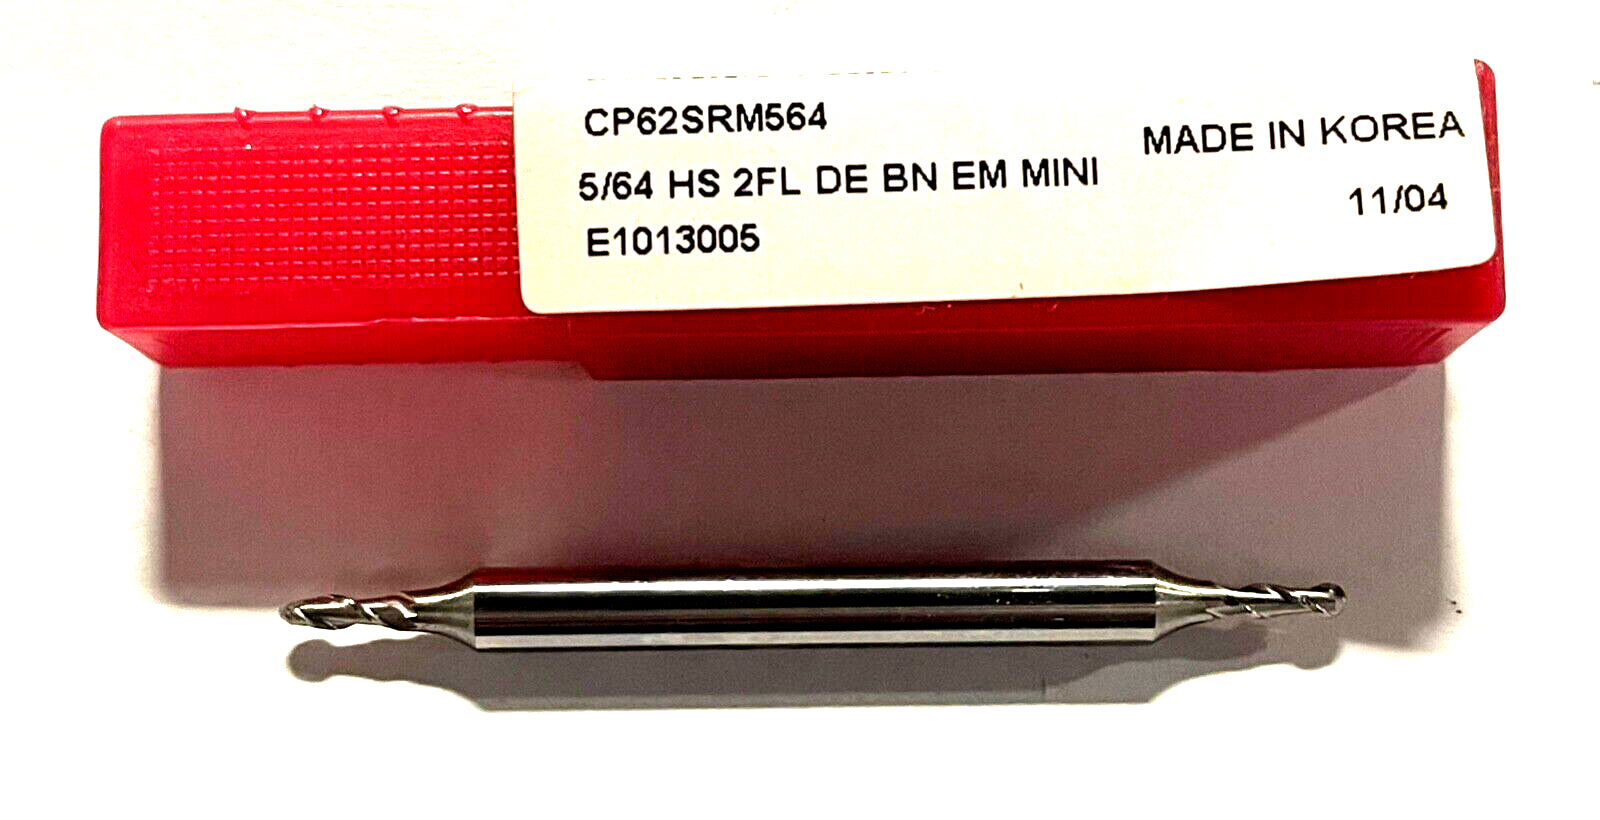 CP62SRM564
MADE IN KOREA
5/64 HS 2FL DE BN EM MINI
11/04
E1013005